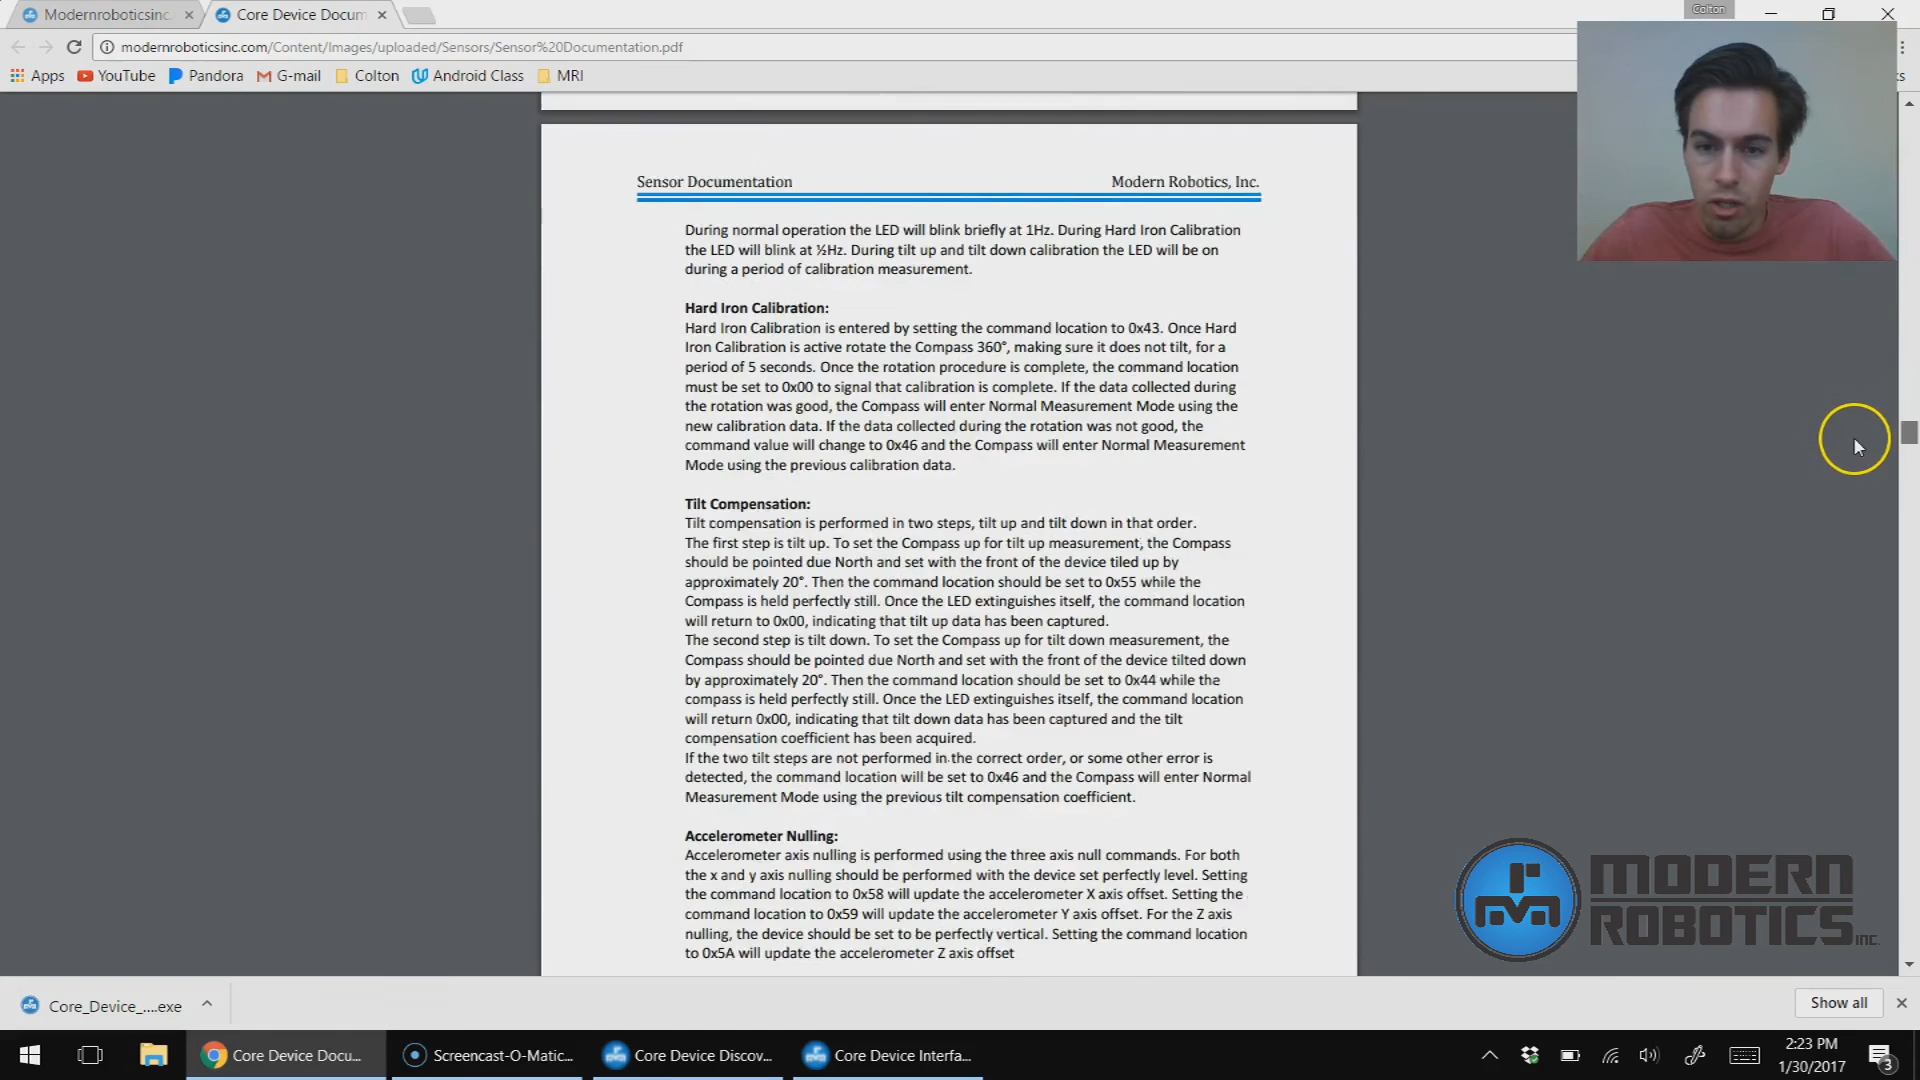 Modernroboticsinc
Core Device Docum
Colton
modernroboticsinc.com/Content/Images/uploaded/Sensors/Sensor%20Documentation.pdf
Apps YouTube Pandora G-mail Colton Android Class MRI
Sensor Documentation Modern Robotics, Inc.
During normal operation the LED will blink briefly at 1Hz. During Hard Iron Calibration
the LED will blink at ½Hz. During tilt up and tilt down calibration the LED will be on
during a period of calibration measurement.
Hard Iron Calibration:
Hard Iron Calibration is entered by setting the command location to 0x43. Once Hard
Iron Calibration is active rotate the Compass 360°, making sure it does not tilt, for a
period of 5 seconds. Once the rotation procedure is complete, the command location
must be set to 0x00 to signal that calibration is complete. If the data collected during
the rotation was good, the Compass will enter Normal Measurement Mode using the
new calibration data. If the data collected during the rotation was not good, the
command value will change to 0x46 and the Compass will enter Normal Measurement
Mode using the previous calibration data.
Tilt Compensation:
Tilt compensation is performed in two steps, tilt up and tilt down in that order.
The first step is tilt up. To set the Compass up for tilt up measurement, the Compass
should be pointed due North and set with the front of the device tiled up by
approximately 20°. Then the command location should be set to 0x55 while the
Compass is held perfectly still. Once the LED extinguishes itself, the command location
will return to 0x00, indicating that tilt up data has been captured.
The second step is tilt down. To set the Compass up for tilt down measurement, the
Compass should be pointed due North and set with the front of the device tilted down
by approximately 20°. Then the command location should be set to 0x44 while the
compass is held perfectly still. Once the LED extinguishes itself, the command location
will return 0x00, indicating that tilt down data has been captured and the tilt
compensation coefficient has been acquired.
If the two tilt steps are not performed in the correct order, or some other error is
detected, the command location will be set to 0x46 and the Compass will enter Normal
Measurement Mode using the previous tilt compensation coefficient.
Accelerometer Nulling:
Accelerometer axis nulling is performed using the three axis null commands. For both
the x and y axis nulling should be performed with the device set perfectly level. Setting
the command location to 0x58 will update the accelerometer X axis offset. Setting the
command location to 0x59 will update the accelerometer Y axis offset. For the Z axis
nulling, the device should be set to be perfectly vertical. Setting the command location
to 0x5A will update the accelerometer Z axis offset
MODERN
ROBOTICS INC.
Core_Device_....exe
Show all
Core Device Docu...
Screencast-O-Matic...
Core Device Discov...
Core Device Interfa...
2:23 PM
1/30/2017
3